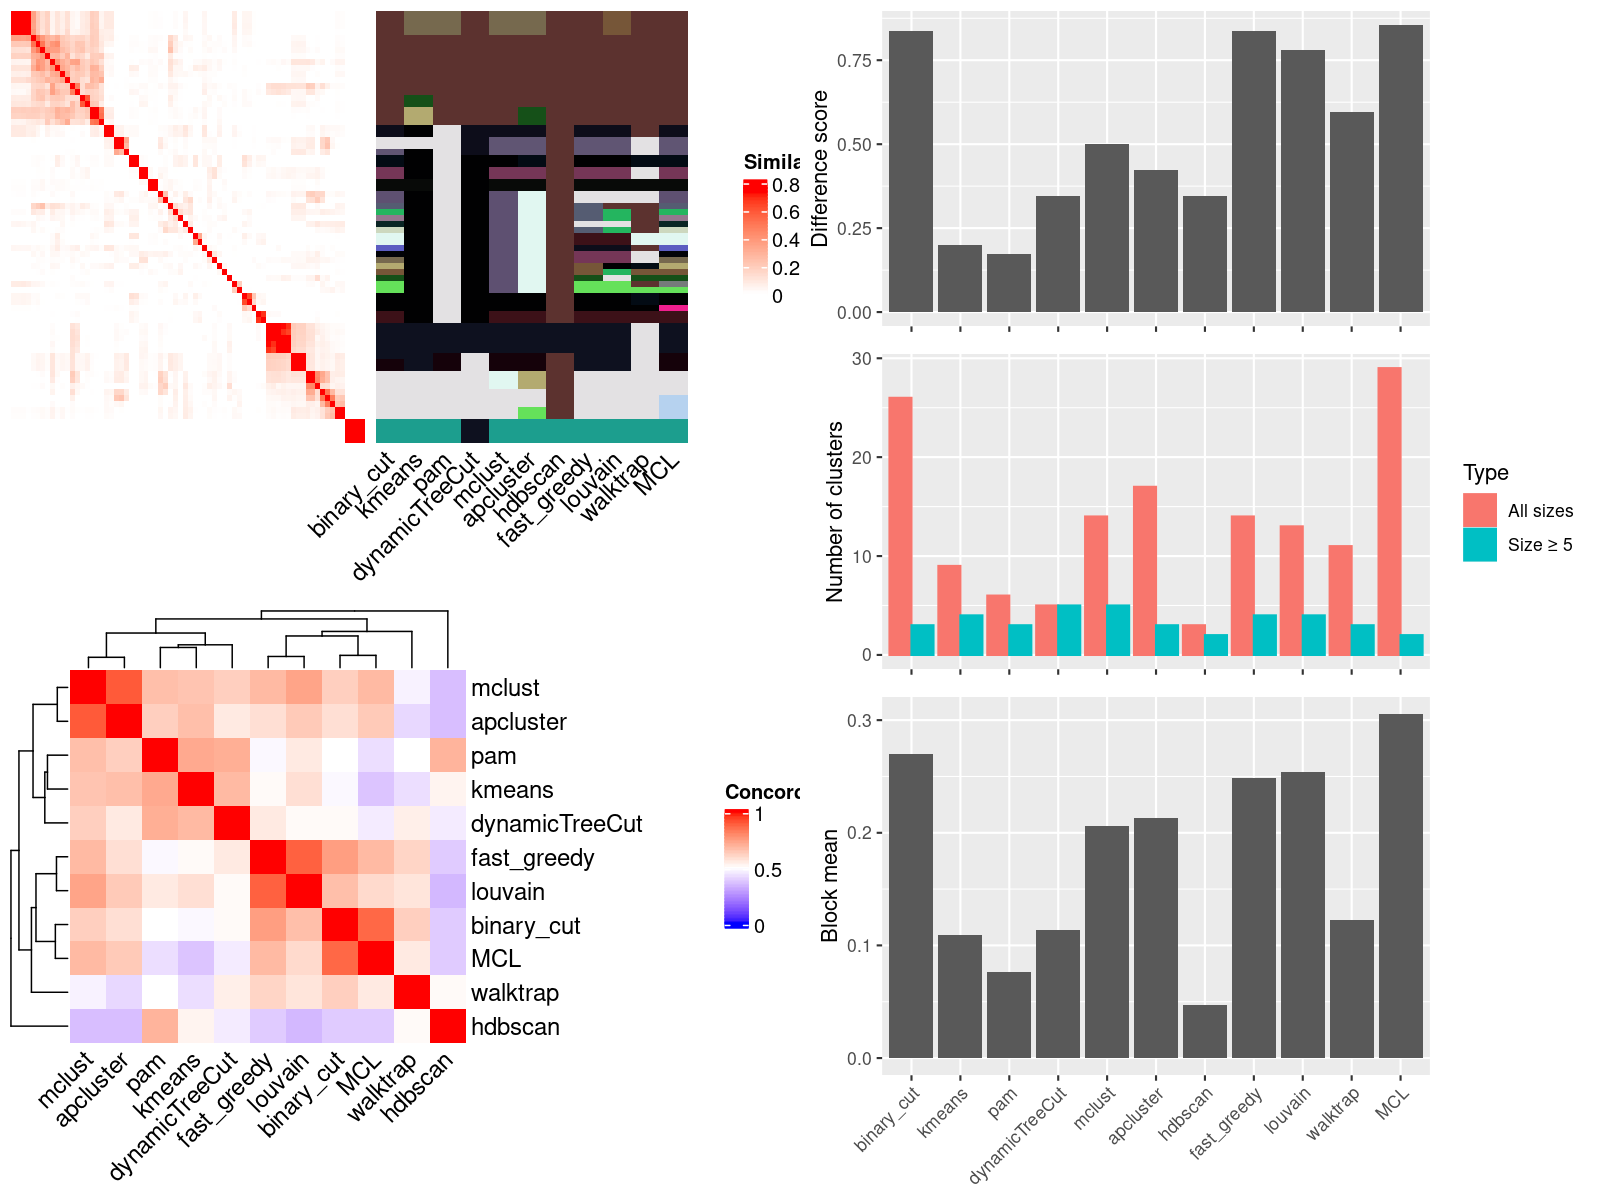 Simila
0.8
0.6
0.4
0.2
0
binary_cut
kmeans
pam
dynamicTreeCut
mclust
apcluster
hdbscan
fast_greedy
louvain
walktrap
MCL
mclust
apcluster
pam
kmeans
dynamicTreeCut
fast_greedy
louvain
binary_cut
MCL
walktrap
hdbscan
Concord
1
0.5
0
mclust
apcluster
pam
kmeans
dynamicTreeCut
fast_greedy
louvain
binary_cut
MCL
walktrap
hdbscan
Difference score
0.75
0.50
0.25
0.00
Number of clusters
30
20
10
0
Type
All sizes
Size ≥ 5
Block mean
0.3
0.2
0.1
0.0
binary_cut
kmeans
pam
dynamicTreeCut
mclust
apcluster
hdbscan
fast_greedy
louvain
walktrap
MCL